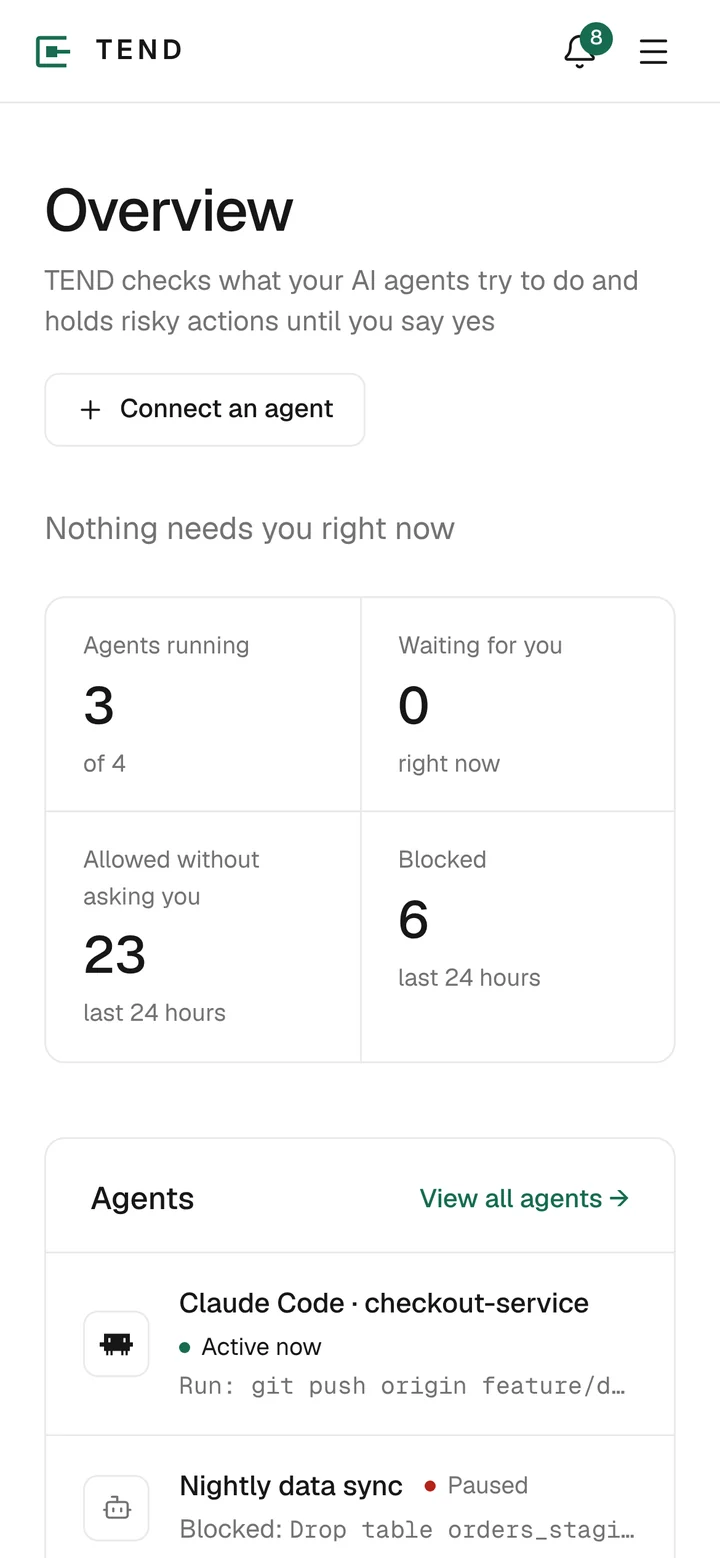 TEND
8
Overview
TEND checks what your AI agents try to do and
holds risky actions until you say yes
Connect an agent
Nothing needs you right now
Agents running
3
of 4
Waiting for you
0
right now
Allowed without
asking you
23
last 24 hours
Blocked
6
last 24 hours
Agents
View all agents →
Claude Code · checkout-service
Active now
Run: git push origin feature/d…
Nightly data sync
Paused
Blocked: Drop table orders_stagi…